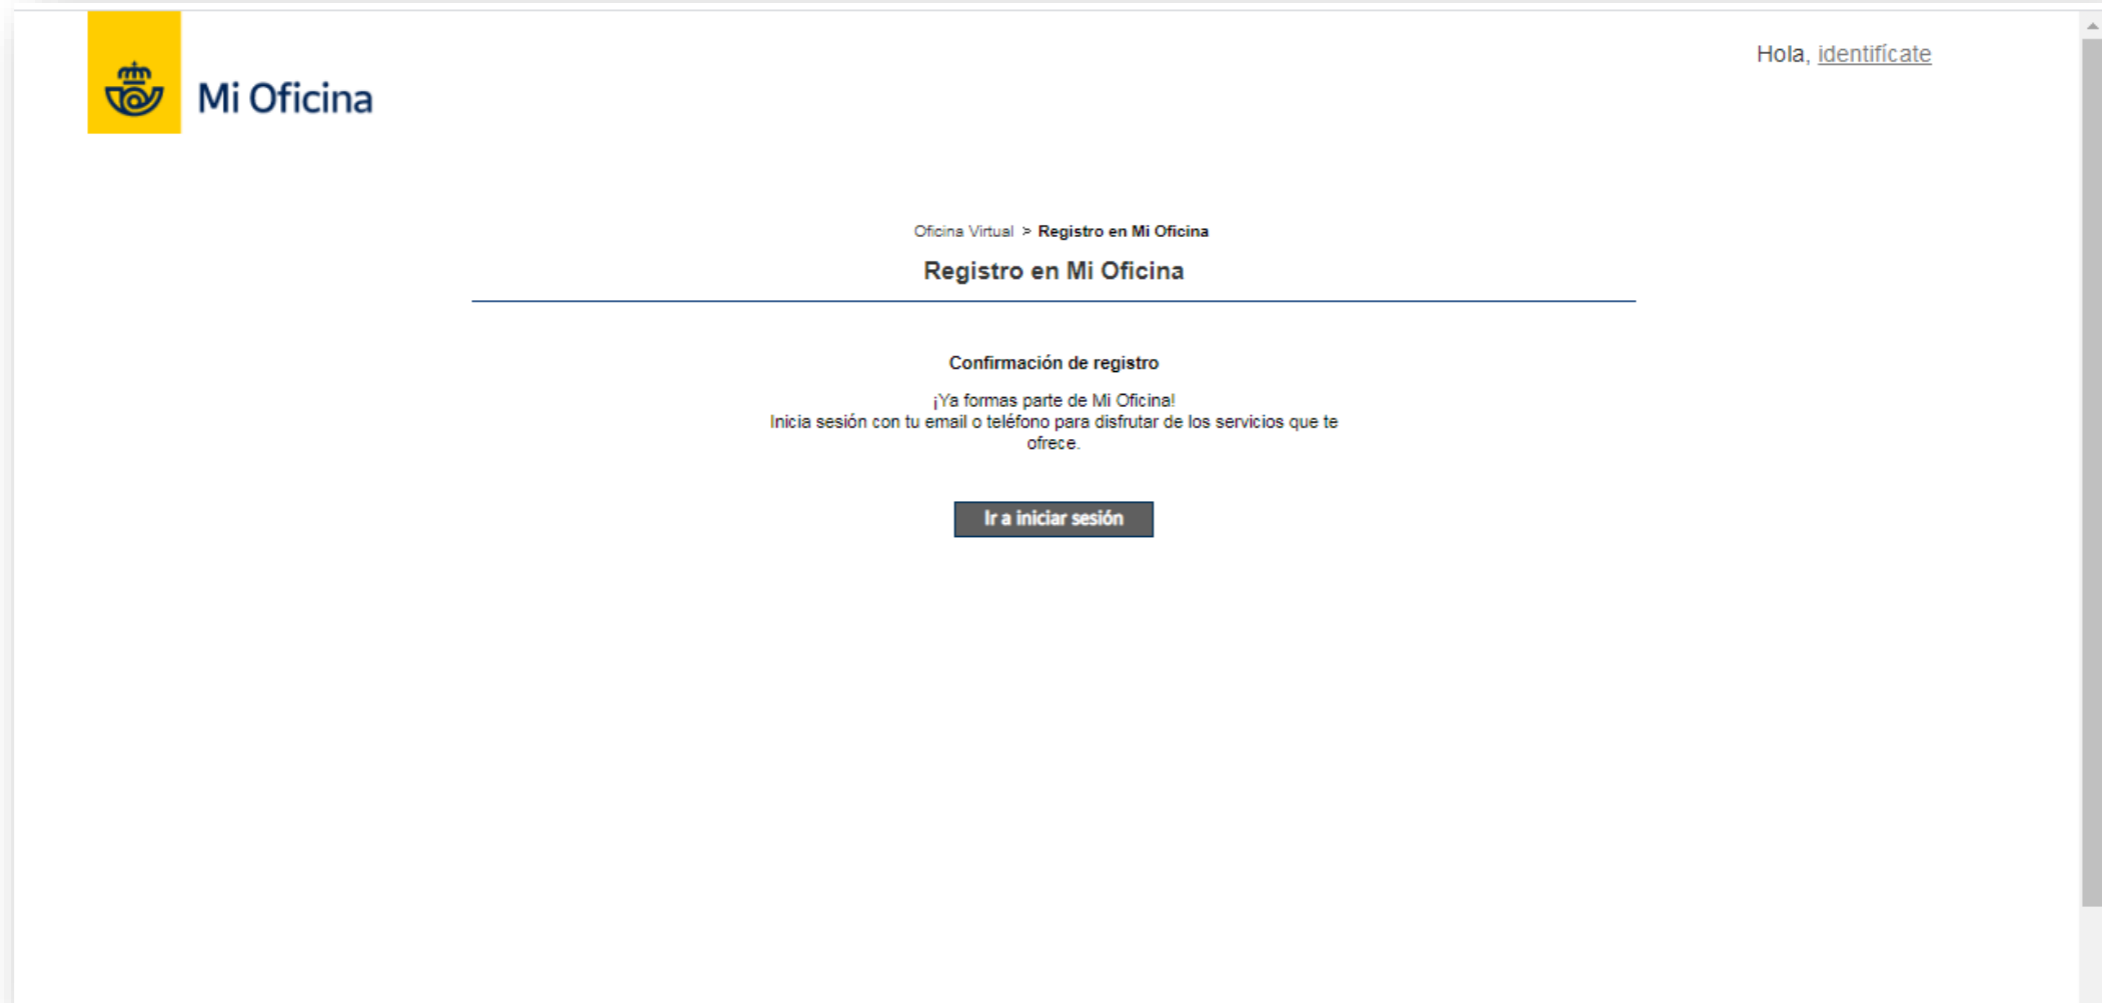 Hola, identifícate
Mi Oficina
Oficina Virtual > Registro en Mi Oficina
Registro en Mi Oficina
Confirmación de registro
¡Ya formas parte de Mi Oficina!
Inicia sesión con tu email o teléfono para disfrutar de los servicios que te
ofrece.
Ir a iniciar sesión